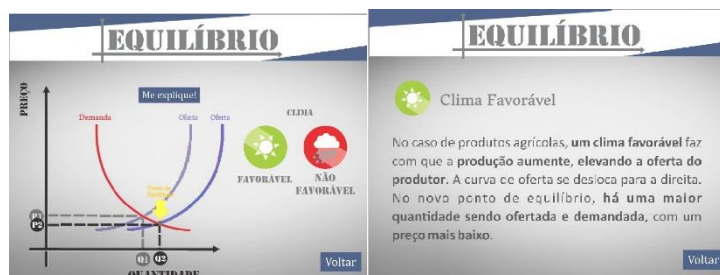 EQUILÍBRIO
PREÇO
Me explique!
Demanda
Oferta
Oferta
CLIMA
FAVORÁVEL
NÃO
FAVORÁVEL
P1
P2
Q1
Q2
QUANTIDADE
Voltar
EQUILÍBRIO
Clima Favorável
No caso de produtos agrícolas, um clima favorável faz
com que a produção aumente, elevando a oferta do
produtor. A curva de oferta se desloca para a direita.
No novo ponto de equilíbrio, há uma maior
quantidade sendo ofertada e demandada, com um
preço mais baixo.
Voltar